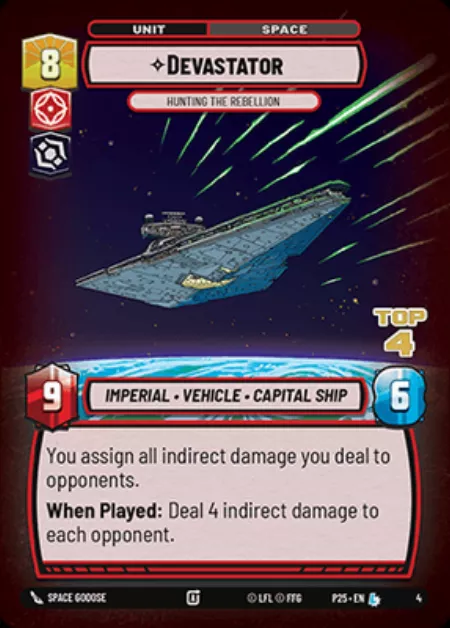 UNIT SPACE
8
DEVASTATOR
HUNTING THE REBELLION
TOP
4
9
IMPERIAL • VEHICLE • CAPITAL SHIP
6
You assign all indirect damage you deal to
opponents.
When Played: Deal 4 indirect damage to
each opponent.
SPACE GOOOSE
© LFL © FFG
P25 • EN
4